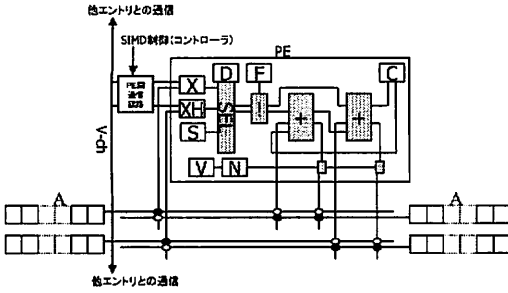 他エントリとの通信
SIMD制御(コントローラ)
PE
PE間
通信
回路
D
F
C
X
XH
SEL
-
+
+
S
V
N
V-ch
A
A
他エントリとの通信